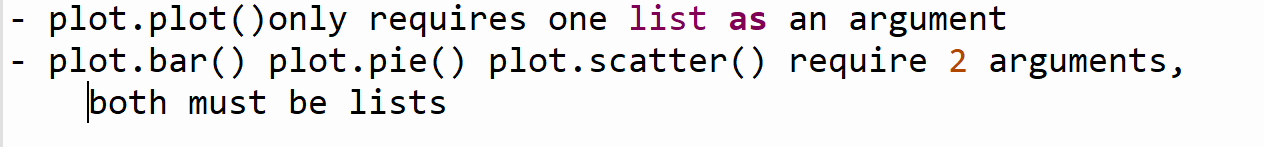 - plot.plot()only requires one list as an argument
- plot.bar() plot.pie() plot.scatter() require 2 arguments,
both must be lists